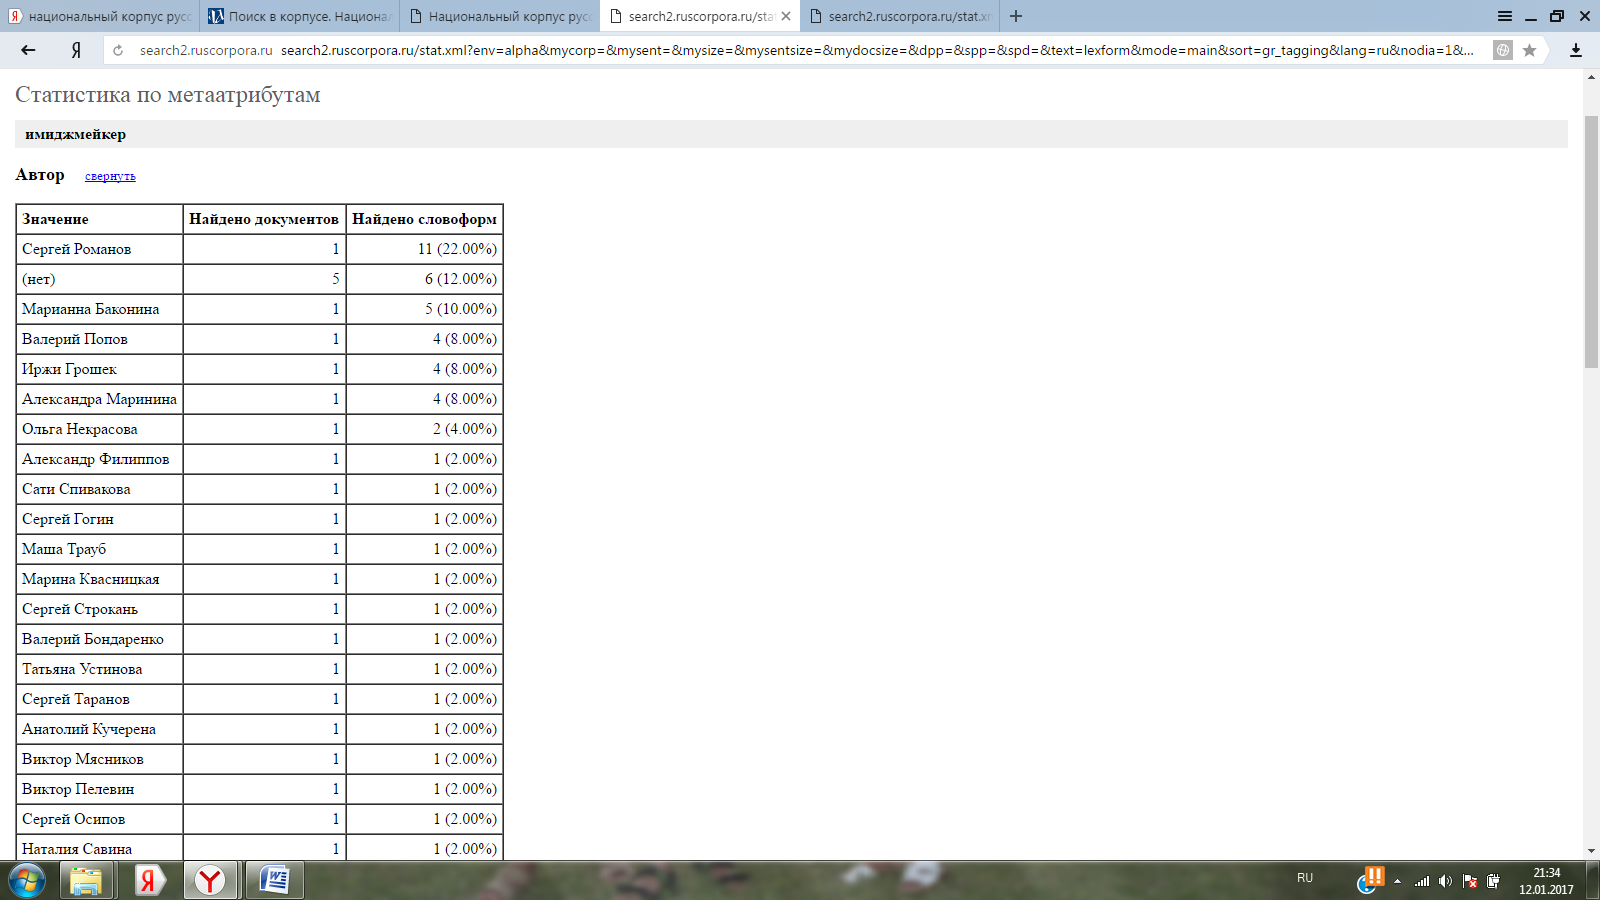 национальный корпус русс
Поиск в корпусе. Национал
Национальный корпус русс
search2.ruscorpora.ru/stat
search2.ruscorpora.ru/stat.xm
Я search2.ruscorpora.ru search2.ruscorpora.ru/stat.xml?env=alpha&mycorp=&mysent=&mysize=&mysentsize=&mydocsize=&dpp=&spp=&spd=&text=lexform&mode=main&sort=gr_tagging&lang=ru&nodia=1&...
Статистика по метаатрибутам
имиджмейкер
Автор свернуть
Значение Найдено документов Найдено словоформ
Сергей Романов 1 11 (22.00%)
(нет) 5 6 (12.00%)
Марианна Баконина 1 5 (10.00%)
Валерий Попов 1 4 (8.00%)
Иржи Грошек 1 4 (8.00%)
Александра Маринина 1 4 (8.00%)
Ольга Некрасова 1 2 (4.00%)
Александр Филиппов 1 1 (2.00%)
Сати Спивакова 1 1 (2.00%)
Сергей Гогин 1 1 (2.00%)
Маша Трауб 1 1 (2.00%)
Марина Квасницкая 1 1 (2.00%)
Сергей Строкань 1 1 (2.00%)
Валерий Бондаренко 1 1 (2.00%)
Татьяна Устинова 1 1 (2.00%)
Сергей Таранов 1 1 (2.00%)
Анатолий Кучерена 1 1 (2.00%)
Виктор Мясников 1 1 (2.00%)
Виктор Пелевин 1 1 (2.00%)
Сергей Осипов 1 1 (2.00%)
Наталия Савина 1 1 (2.00%)
RU
21:34
12.01.2017